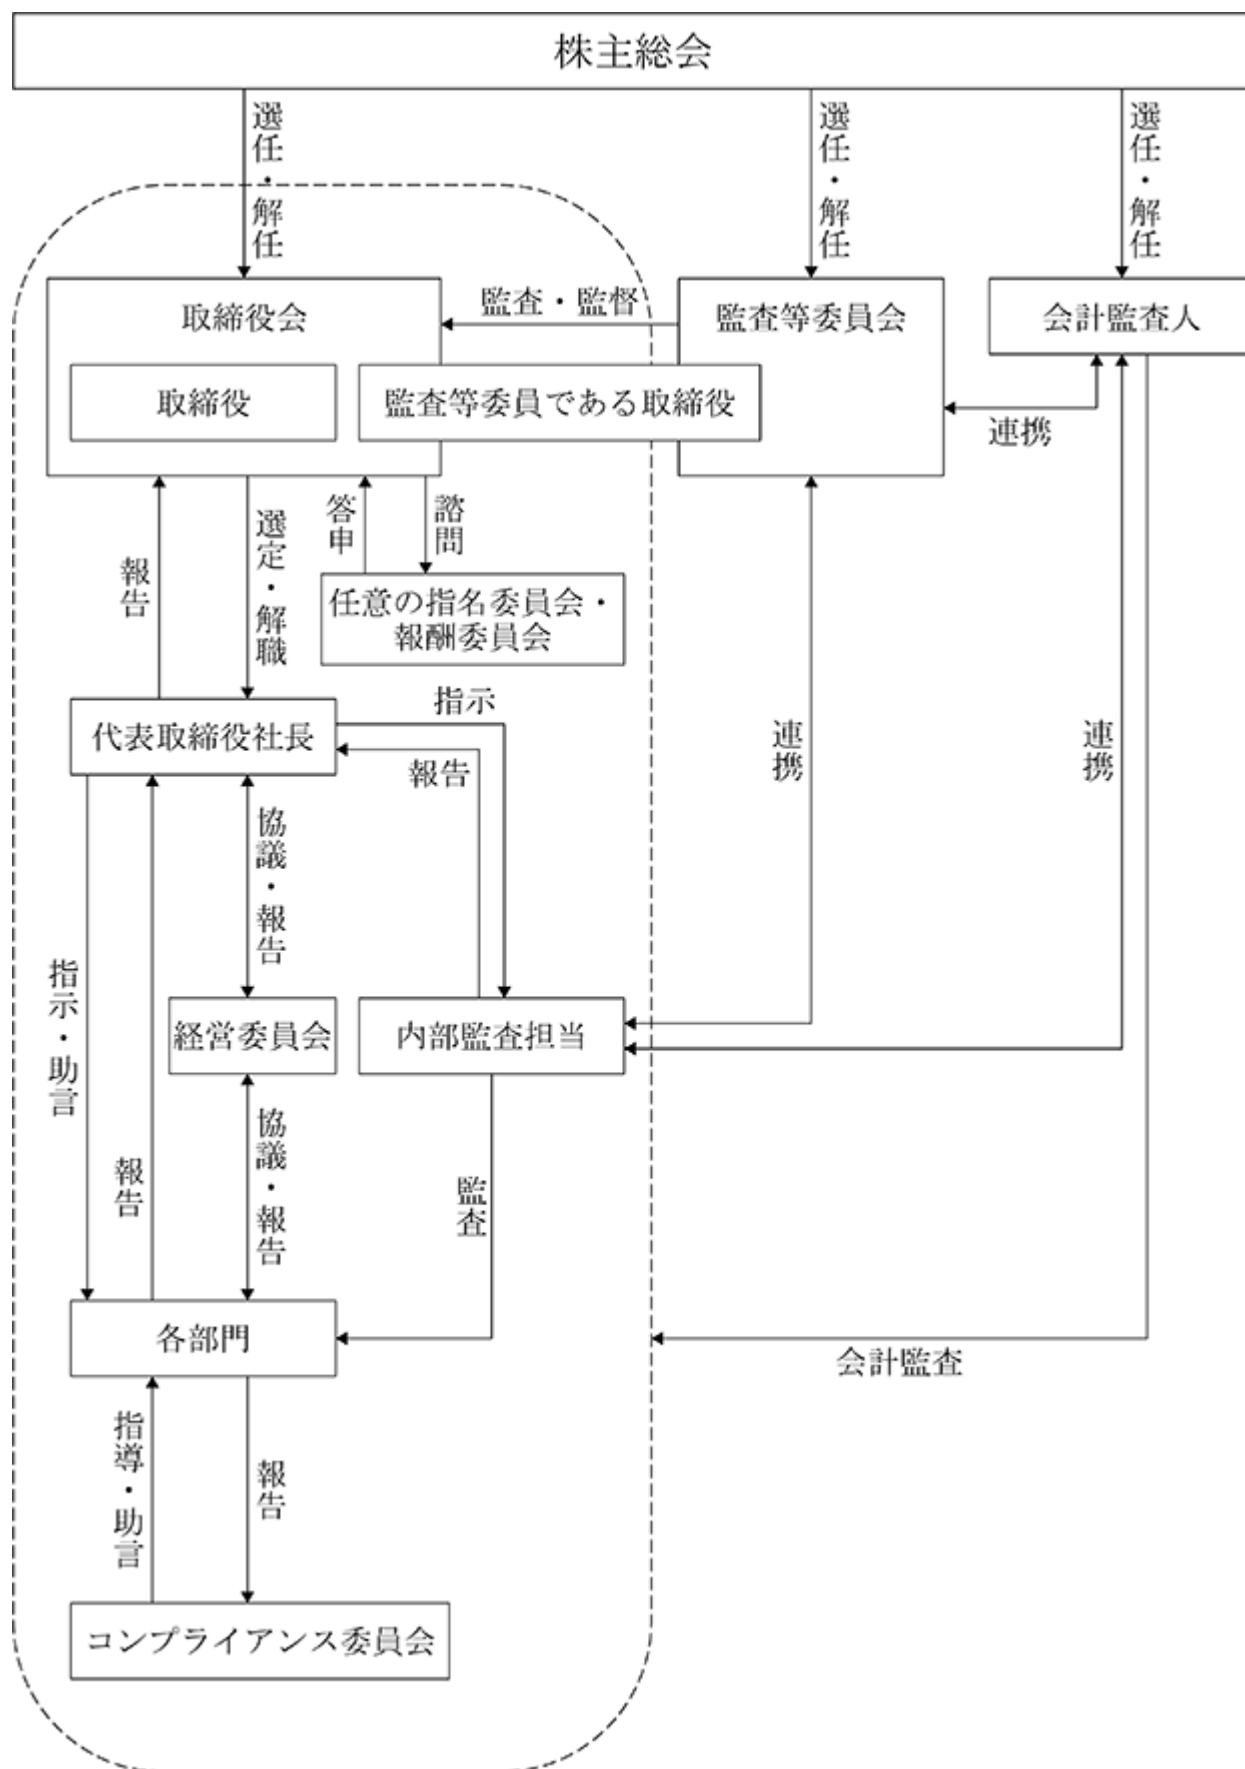 株主総会
選任・解任
選任・解任
選任・解任
取締役会
監査・監督
監査等委員会
会計監査人
取締役
監査等委員である取締役
連携
報告
選定・解職
答申
諮問
任意の指名委員会・
報酬委員会
指示
代表取締役社長
報告
連携
連携
協議・報告
指示・助言
経営委員会
内部監査担当
報告
協議・報告
監査
各部門
会計監査
指導・助言
報告
コンプライアンス委員会